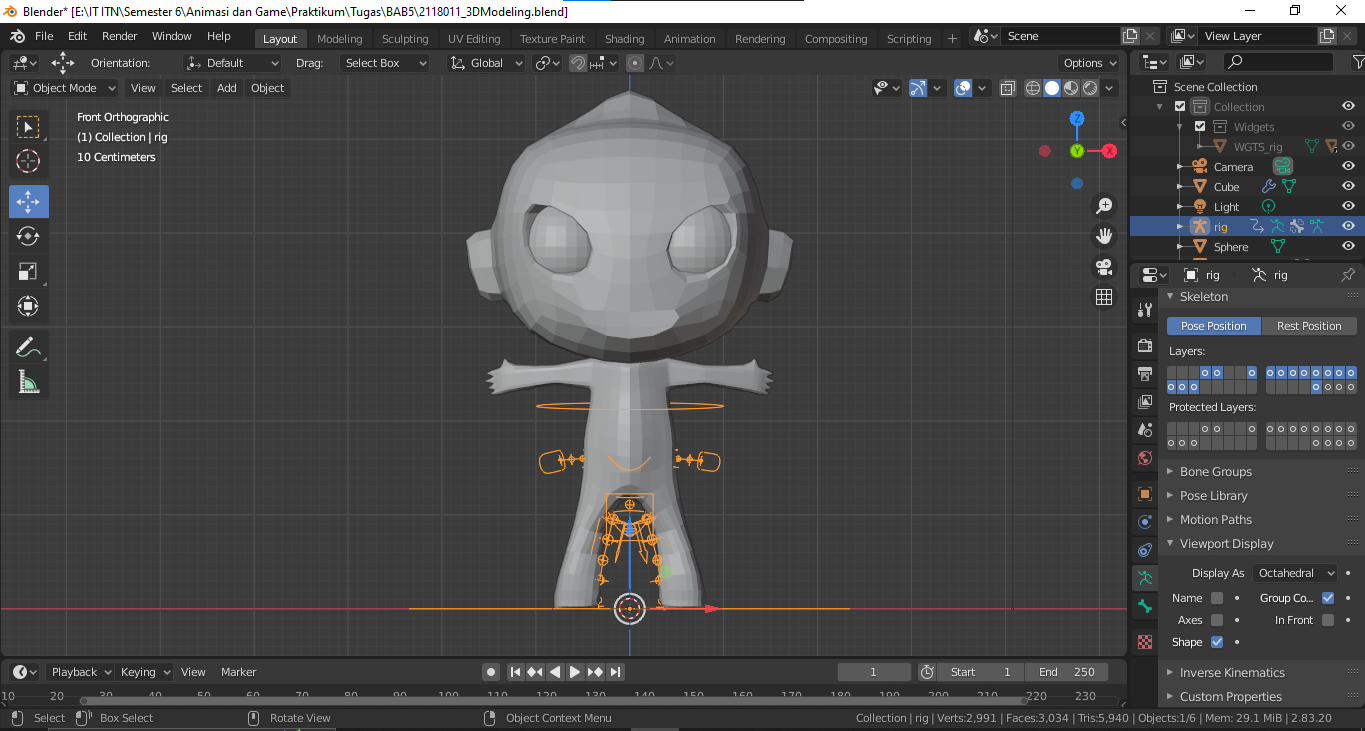 Blender* [E:\IT ITN\Semester 6\Animasi dan Game\Praktikum\Tugas\BAB5\2118011_3DModeling.blend]
File Edit Render Window Help Layout Modeling Sculpting UV Editing Texture Paint Shading Animation Rendering Compositing Scripting + Scene View Layer
Orientation: Default Drag: Select Box Global Options
Object Mode View Select Add Object
Front Orthographic
(1) Collection | rig
10 Centimeters
Z
Y
X
Scene Collection
Collection
Widgets
WGTS_rig
Camera
Cube
Light
rig
Sphere
rig rig
Skeleton
Pose Position Rest Position
Layers:
Protected Layers:
Bone Groups
Pose Library
Motion Paths
Viewport Display
Display As Octahedral
Name Group Co...
Axes In Front
Shape
Inverse Kinematics
Custom Properties
Playback Keying View Marker 1 Start 1 End 250
10 20 30 40 50 60 70 80 90 100 110 120 130 140 150 160 170 180 190 200 210 220 230
Select Box Select Rotate View Object Context Menu Collection | rig | Verts:2,991 | Faces:3,034 | Tris:5,940 | Objects:1/6 | Mem: 29.1 MiB | 2.83.20